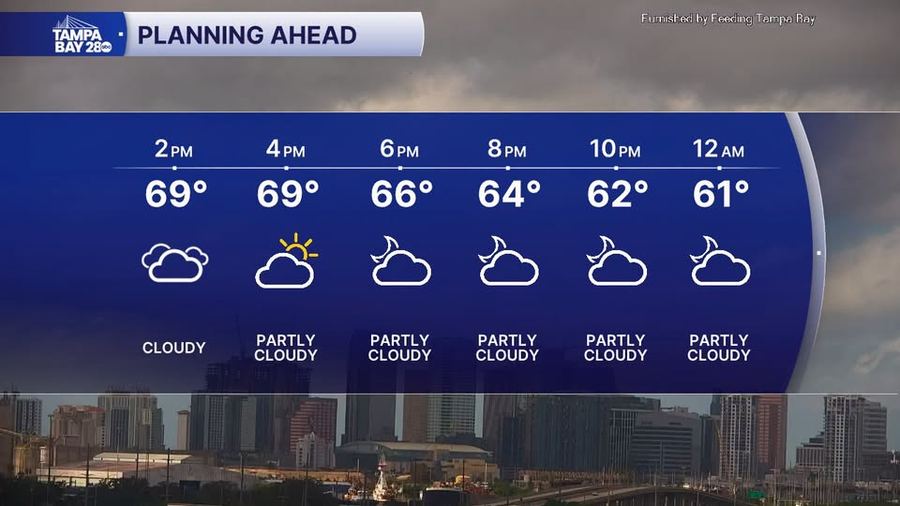 Furnished by Feeding Tampa Bay
TAMPA
BAY 28 abc
PLANNING AHEAD
2 PM 4 PM 6 PM 8 PM 10 PM 12 AM
69° 69° 66° 64° 62° 61°
CLOUDY PARTLY CLOUDY PARTLY CLOUDY PARTLY CLOUDY PARTLY CLOUDY PARTLY CLOUDY